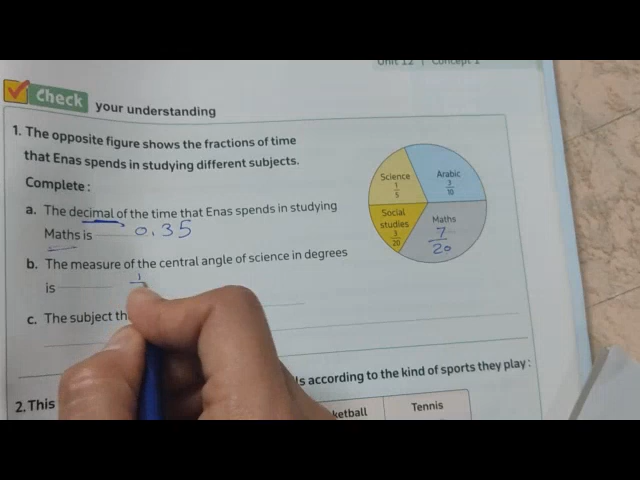 Unit 12 | Concept 1
Check your understanding
1. The opposite figure shows the fractions of time
that Enas spends in studying different subjects.
Complete :
a. The decimal of the time that Enas spends in studying
Maths is 0.35
b. The measure of the central angle of science in degrees
is 1
c. The subject th
Science
1
5
Arabic
3
10
Social
studies
3
20
Maths
7
20
ls according to the kind of sports they play :
2. This
ketball
Tennis